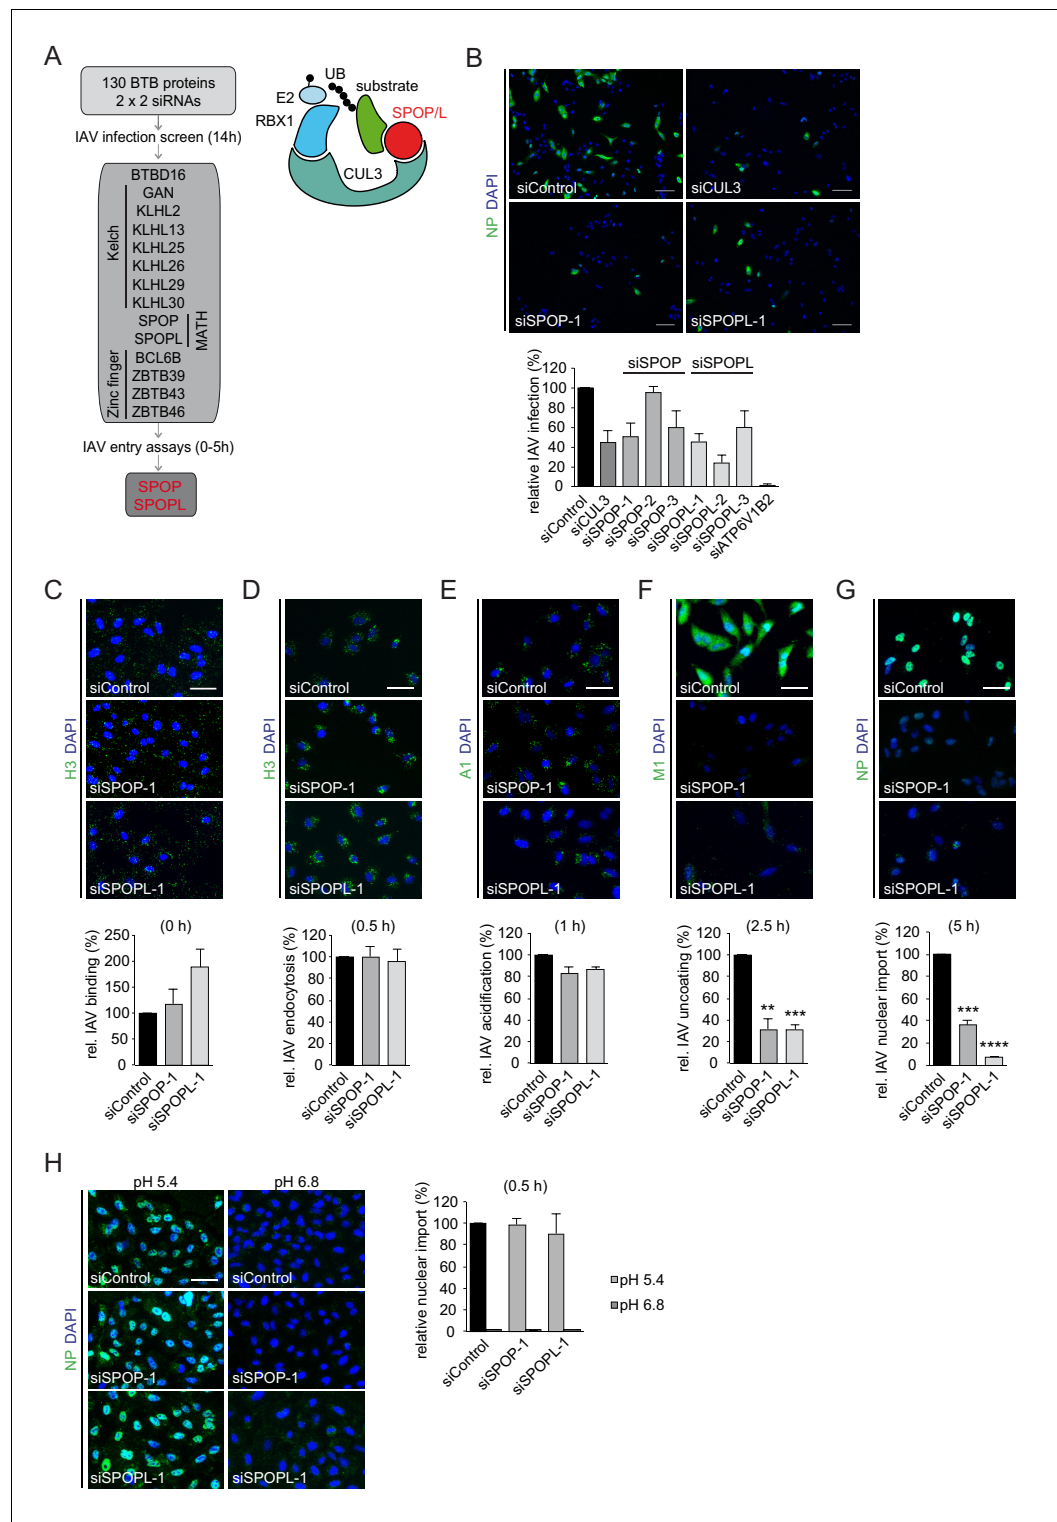 A
130 BTB proteins
2 x 2 siRNAs
IAV infection screen (14h)
BTBD16
GAN
KLHL2
KLHL13
KLHL25
KLHL26
KLHL29
KLHL30
Kelch
SPOP
SPOPL
MATH
BCL6B
ZBTB39
ZBTB43
ZBTB46
Zinc finger
IAV entry assays (0-5h)
SPOP
SPOPL
UB
E2
substrate
RBX1
SPOP/L
CUL3
B
NP DAPI
siControl
siCUL3
siSPOP-1
siSPOPL-1
relative IAV infection (%)
siSPOP siSPOPL
120
100
80
60
40
20
0
siControl
siCUL3
siSPOP-1
siSPOP-2
siSPOP-3
siSPOPL-1
siSPOPL-2
siSPOPL-3
siATP6V1B2
C
H3 DAPI
siControl
siSPOP-1
siSPOPL-1
(0 h)
rel. IAV binding (%)
250
200
150
100
50
0
siControl
siSPOP-1
siSPOPL-1
D
H3 DAPI
siControl
siSPOP-1
siSPOPL-1
(0.5 h)
rel. IAV endocytosis (%)
120
100
80
60
40
20
0
siControl
siSPOP-1
siSPOPL-1
E
A1 DAPI
siControl
siSPOP-1
siSPOPL-1
(1 h)
rel. IAV acidification (%)
120
100
80
60
40
20
0
siControl
siSPOP-1
siSPOPL-1
F
M1 DAPI
siControl
siSPOP-1
siSPOPL-1
(2.5 h)
rel. IAV uncoating (%)
120
100
80
60
40
20
0
** ***
siControl
siSPOP-1
siSPOPL-1
G
NP DAPI
siControl
siSPOP-1
siSPOPL-1
(5 h)
rel. IAV nuclear import (%)
120
100
80
60
40
20
0
***
****
siControl
siSPOP-1
siSPOPL-1
H
pH 5.4 pH 6.8
NP DAPI
siControl siControl
siSPOP-1 siSPOP-1
siSPOPL-1 siSPOPL-1
(0.5 h)
relative nuclear import (%)
120
100
80
60
40
20
0
siControl
siSPOP-1
siSPOPL-1
pH 5.4
pH 6.8